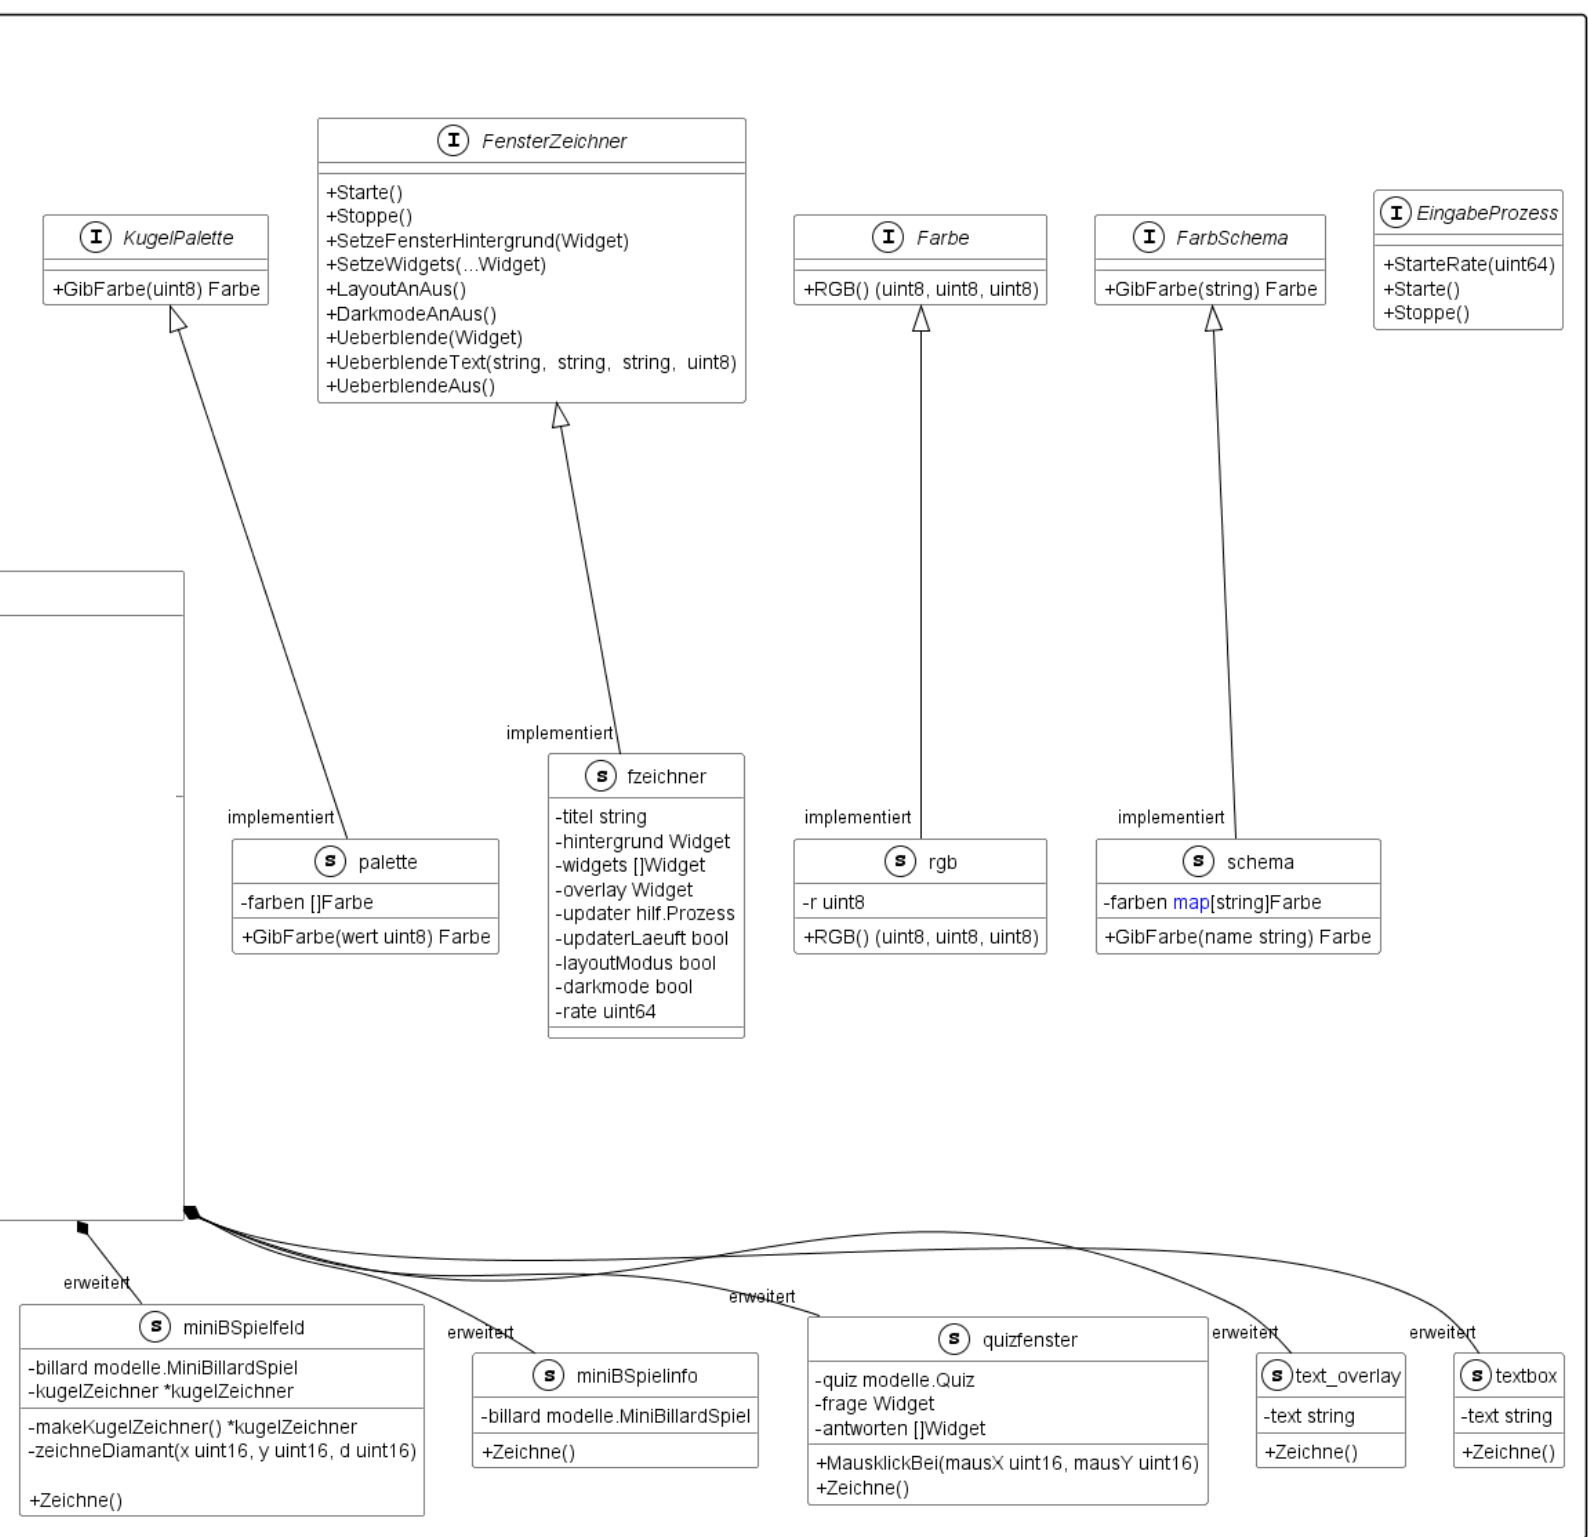 I FensterZeichner
+Starte()
+Stoppe()
+SetzeFensterHintergrund(Widget)
+SetzeWidgets(...Widget)
+LayoutAnAus()
+DarkmodeAnAus()
+Ueberblende(Widget)
+UeberblendeText(string, string, string, uint8)
+UeberblendeAus()
I KugelPalette
+GibFarbe(uint8) Farbe
I Farbe
+RGB() (uint8, uint8, uint8)
I FarbSchema
+GibFarbe(string) Farbe
I EingabeProzess
+StarteRate(uint64)
+Starte()
+Stoppe()
implementiert
S palette
-farben []Farbe
+GibFarbe(wert uint8) Farbe
implementiert
S fzeichner
-titel string
-hintergrund Widget
-widgets []Widget
-overlay Widget
-updater hilf.Prozess
-updaterLaeuft bool
-layoutModus bool
-darkmode bool
-rate uint64
implementiert
S rgb
-r uint8
+RGB() (uint8, uint8, uint8)
implementiert
S schema
-farben map[string]Farbe
+GibFarbe(name string) Farbe
erweitert
S miniBSpielfeld
-billard modelle.MiniBillardSpiel
-kugelZeichner *kugelZeichner
-makeKugelZeichner() *kugelZeichner
-zeichneDiamant(x uint16, y uint16, d uint16)
+Zeichne()
erweitert
S miniBSpielinfo
-billard modelle.MiniBillardSpiel
+Zeichne()
erweitert
S quizfenster
-quiz modelle.Quiz
-frage Widget
-antworten []Widget
+MausklickBei(mausX uint16, mausY uint16)
+Zeichne()
erweitert
S text_overlay
-text string
+Zeichne()
erweitert
S textbox
-text string
+Zeichne()